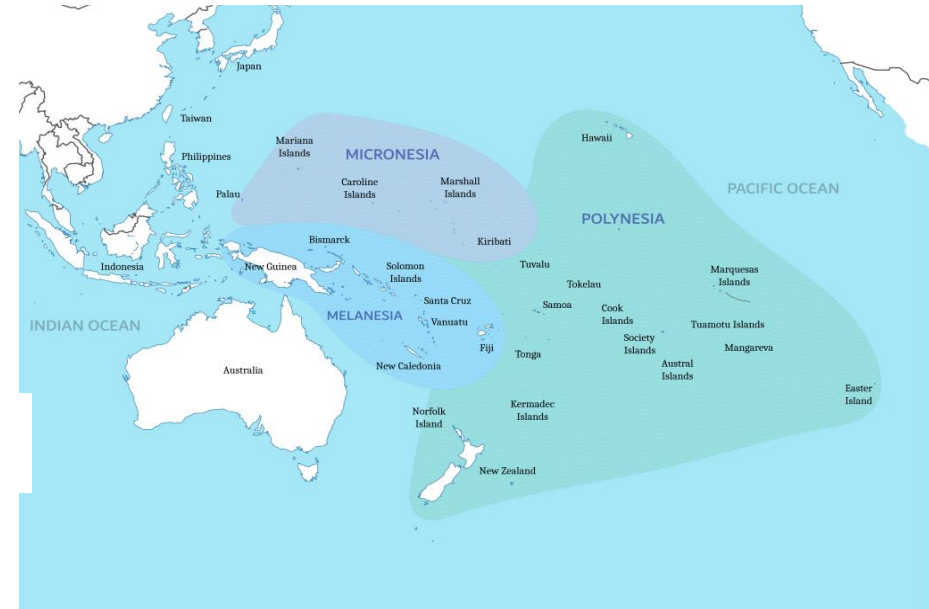 Japan
Taiwan
Hawaii
Mariana
Islands
MICRONESIA
Philippines
Palau
Caroline
Islands
Marshall
Islands
PACIFIC OCEAN
POLYNESIA
Bismarck
Kiribati
Indonesia
New Guinea
Solomon
Islands
Tuvalu
Tokelau
Marquesas
Islands
Santa Cruz
Samoa
Cook
Islands
INDIAN OCEAN
MELANESIA
Vanuatu
Tuamotu Islands
Fiji
Tonga
Society
Islands
Mangareva
Australia
New Caledonia
Austral
Islands
Easter
Island
Norfolk
Island
Kermadec
Islands
New Zealand